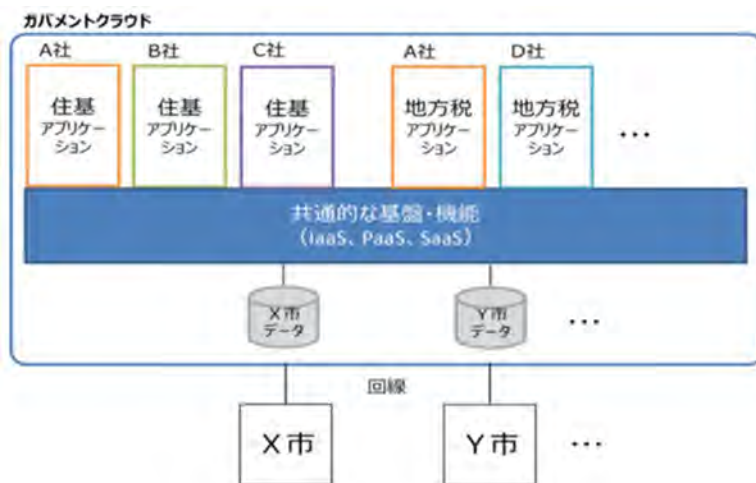 ガバメントクラウド
A社
B社
C社
A社
D社
住基
アプリケー
ション
住基
アプリケー
ション
住基
アプリケー
ション
地方税
アプリケー
ション
地方税
アプリケー
ション
･･･
共通的な基盤・機能
(IaaS、PaaS、SaaS)
X市
データ
Y市
データ
･･･
回線
X市
Y市
･･･